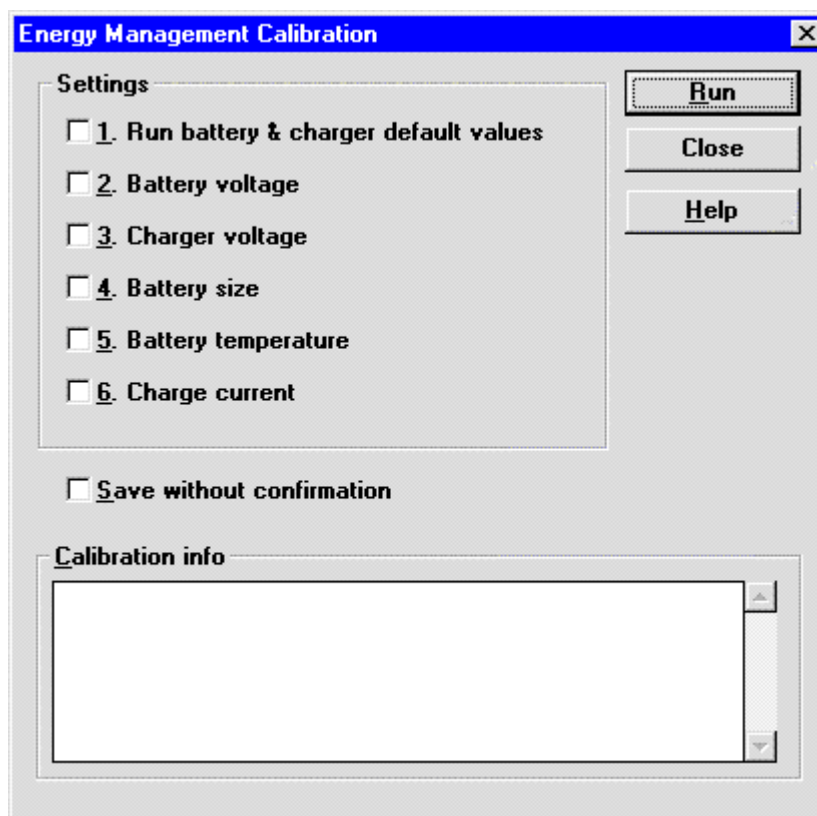 Energy Management Calibration
Settings
1. Run battery & charger default values
2. Battery voltage
3. Charger voltage
4. Battery size
5. Battery temperature
6. Charge current
Run
Close
Help
Save without confirmation
Calibration info